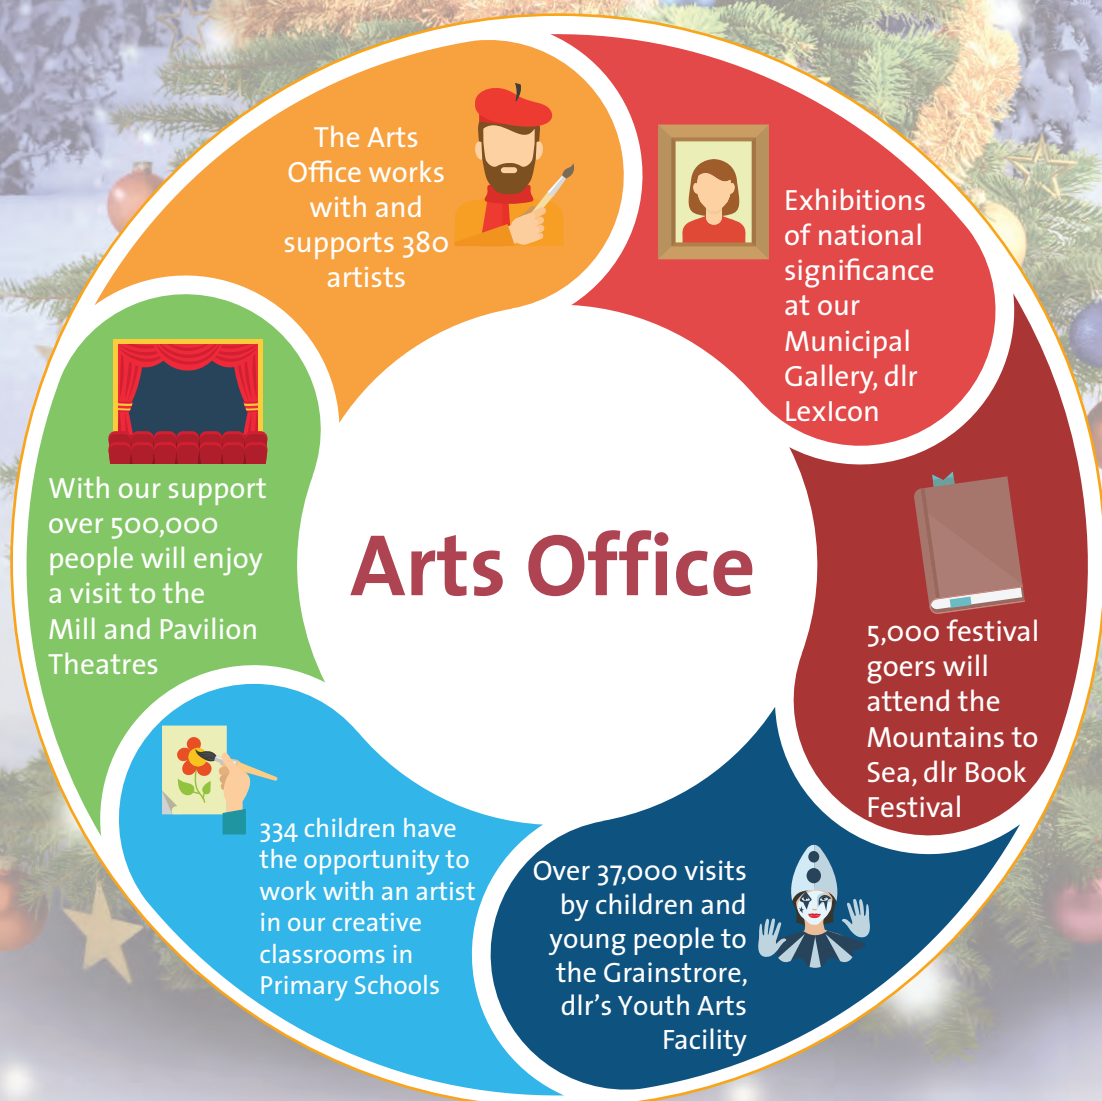 The Arts
Office works
with and
supports 380
artists
Exhibitions
of national
significance
at our
Municipal
Gallery, dlr
LexIcon
5,000 festival
goers will
attend the
Mountains to
Sea, dlr Book
Festival
Over 37,000 visits
by children and
young people to
the Grainstrore,
dlr's Youth Arts
Facility
334 children have
the opportunity to
work with an artist
in our creative
classrooms in
Primary Schools
With our support
over 500,000
people will enjoy
a visit to the
Mill and Pavilion
Theatres
Arts Office